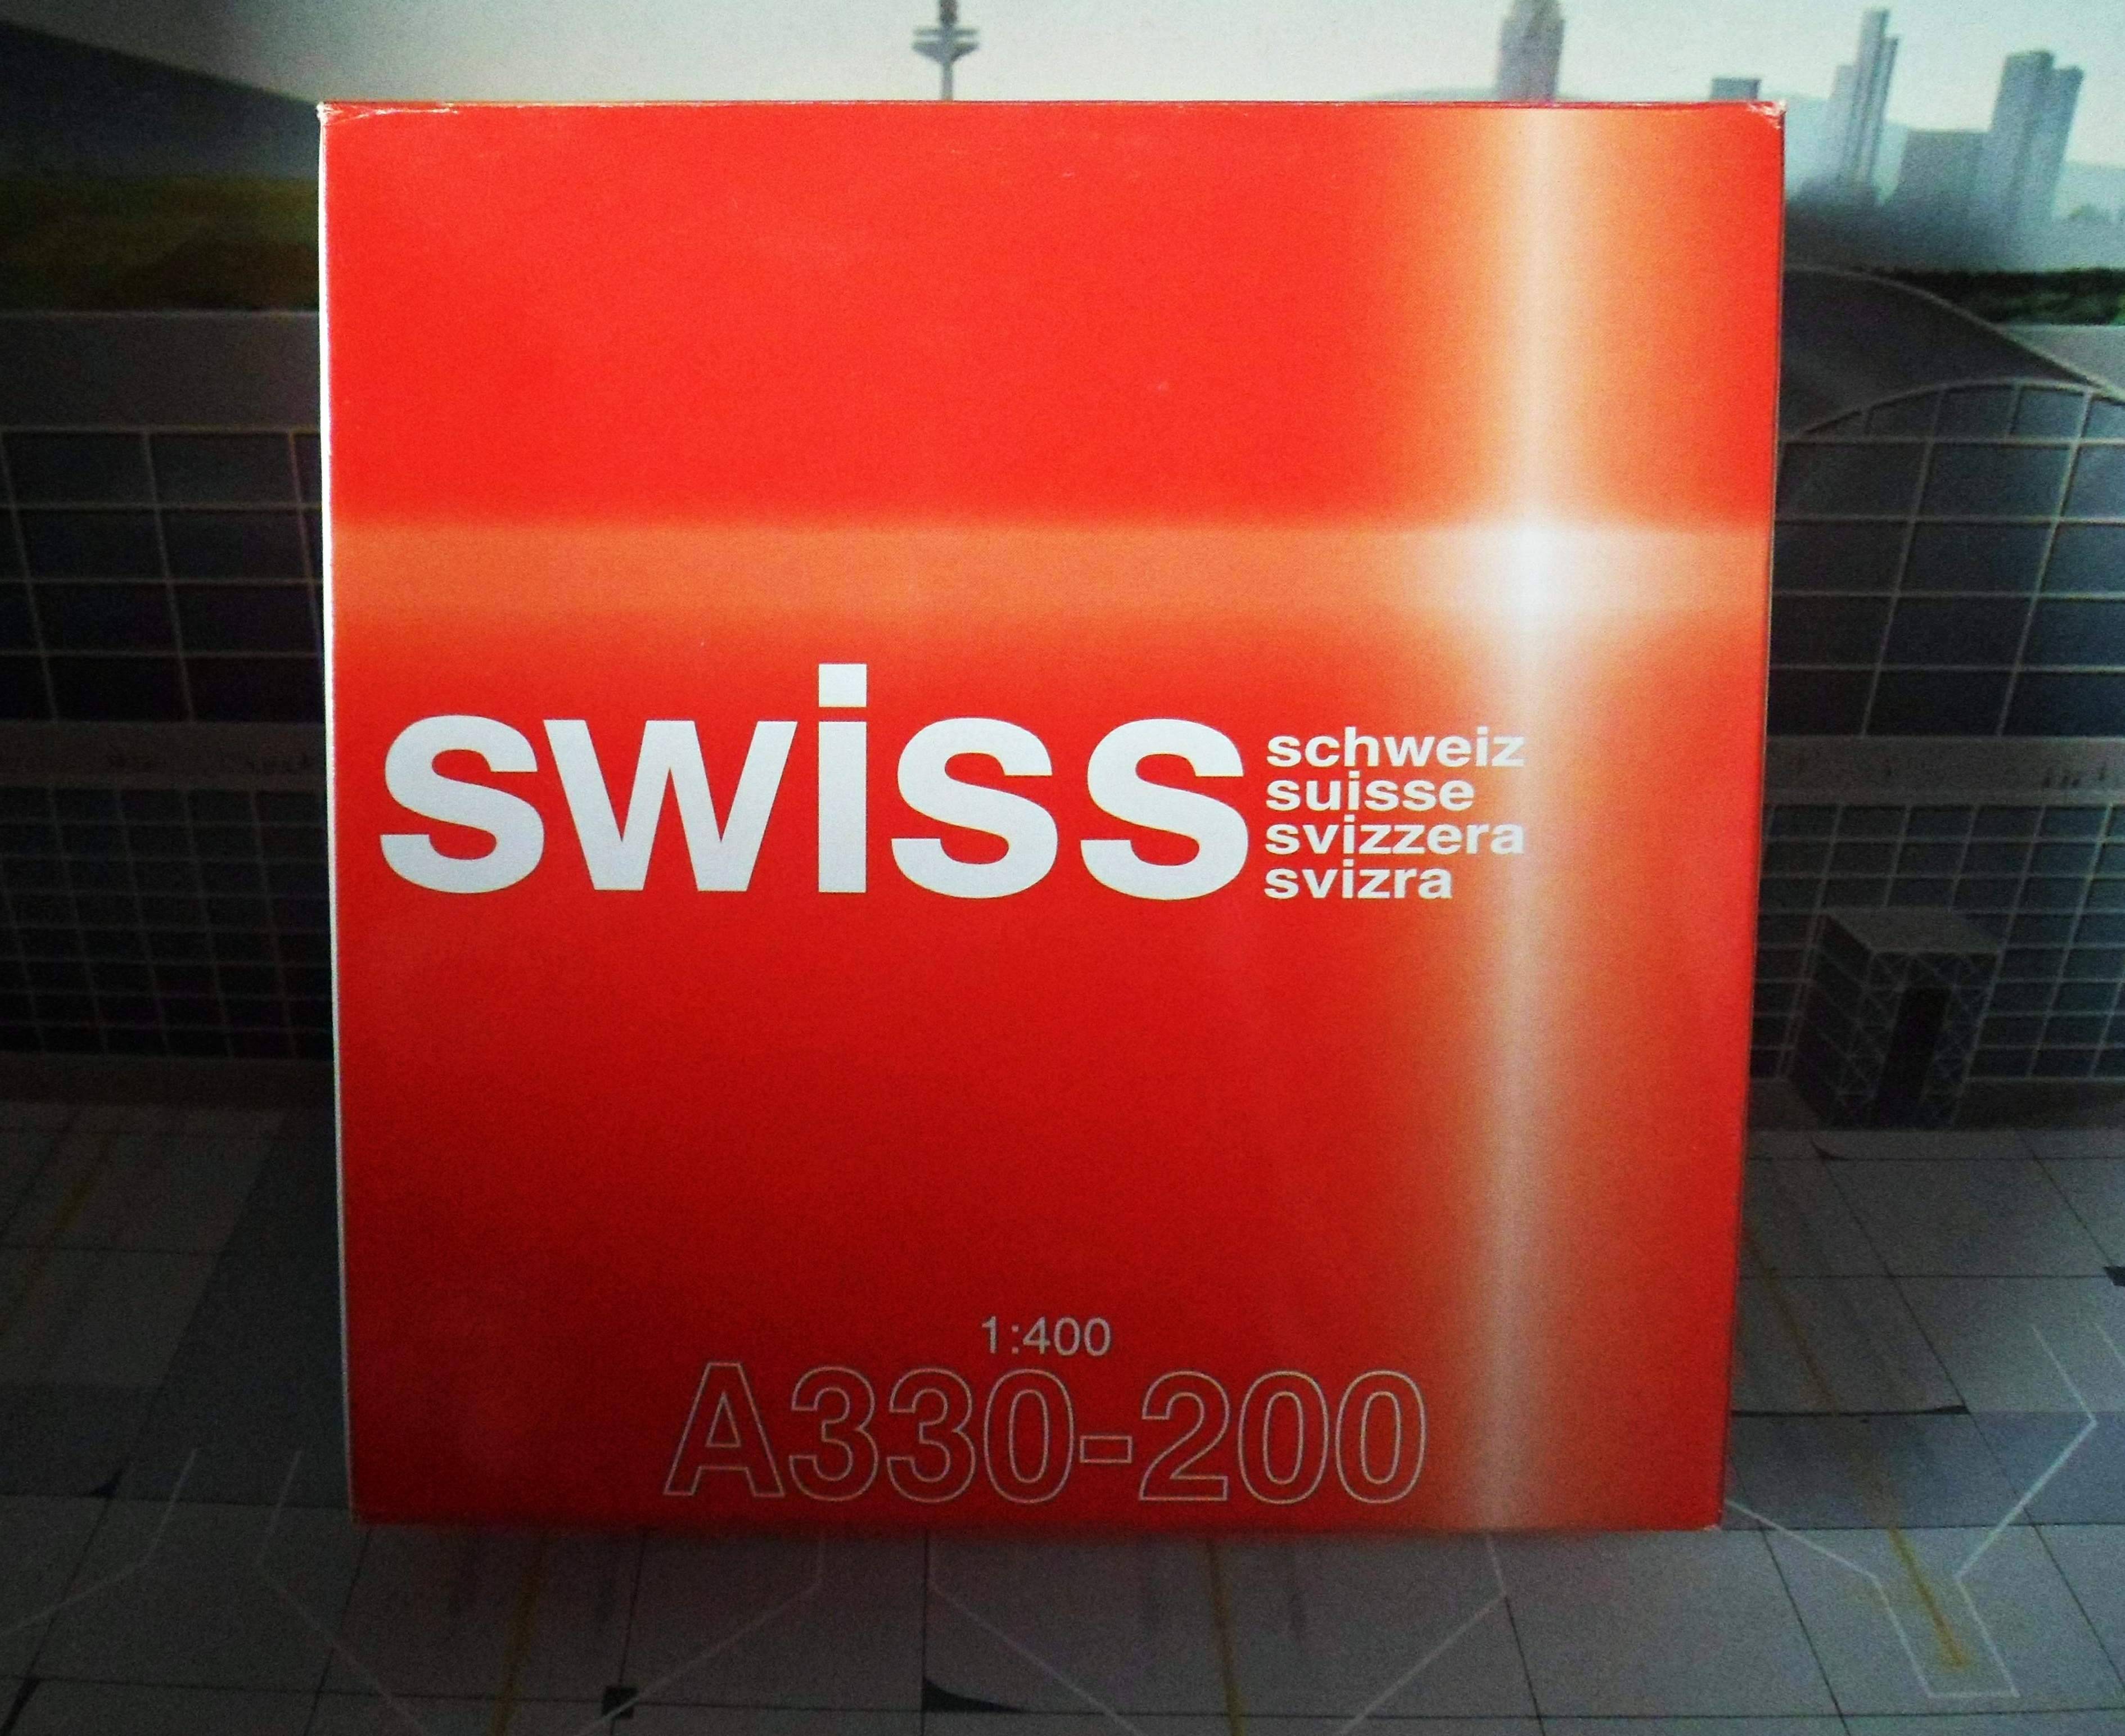 swiss
schweiz
suisse
svizzera
svizra
1:400
A330-200